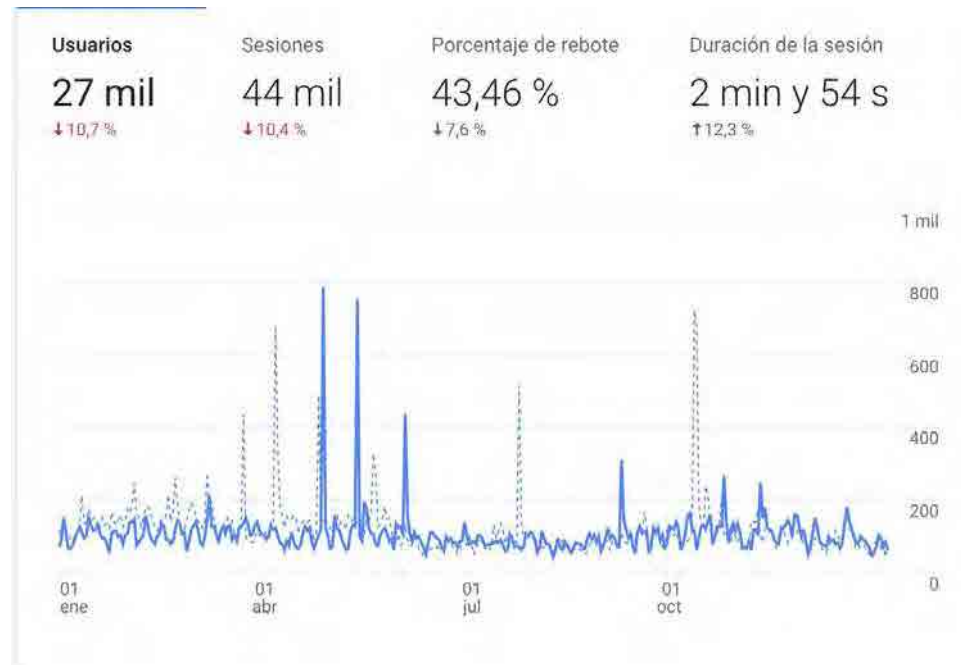 Usuarios
Sesiones
Porcentaje de rebote
Duración de la sesión
27 mil
44 mil
43,46 %
2 min y 54 s
↓10,7 %
↓10,4 %
↓7,6 %
↑12,3 %
1 mil
800
600
400
200
0
01
ene
01
abr
01
jul
01
oct